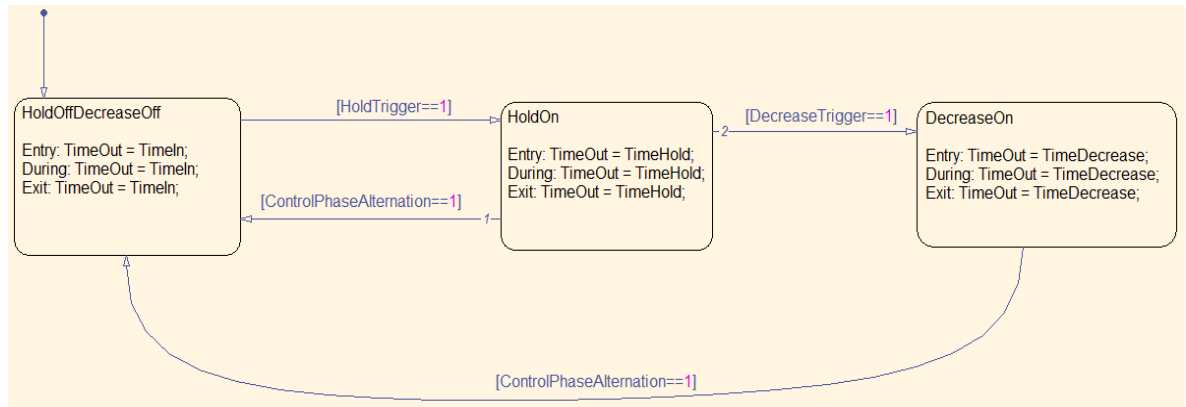 HoldOffDecreaseOff
Entry: TimeOut = TimeIn;
During: TimeOut = TimeIn;
Exit: TimeOut = TimeIn;
[HoldTrigger==1]
[ControlPhaseAlternation==1]
1
HoldOn
Entry: TimeOut = TimeHold;
During: TimeOut = TimeHold;
Exit: TimeOut = TimeHold;
2
[DecreaseTrigger==1]
DecreaseOn
Entry: TimeOut = TimeDecrease;
During: TimeOut = TimeDecrease;
Exit: TimeOut = TimeDecrease;
[ControlPhaseAlternation==1]